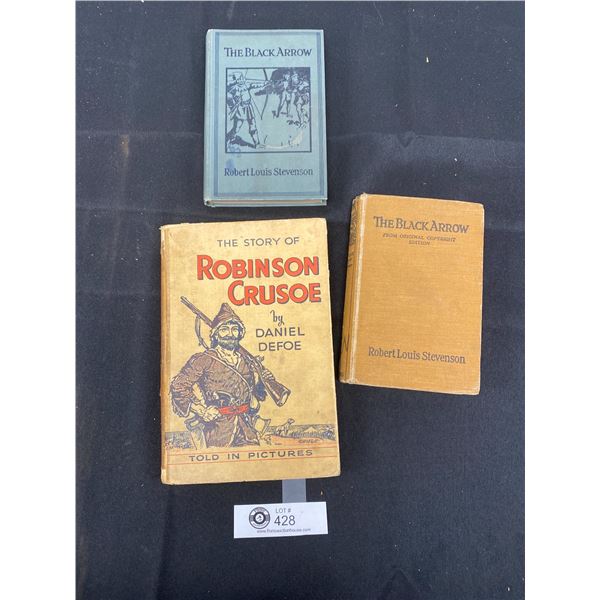 THE BLACK ARROW
Robert Louis Stevenson
THE STORY OF
ROBINSON
CRUSOE
by
DANIEL
DEFOE
TOLD IN PICTURES
THE BLACK ARROW
FROM ORIGINAL COPYRIGHT
EDITION
Robert Louis Stevenson
LOT #
428